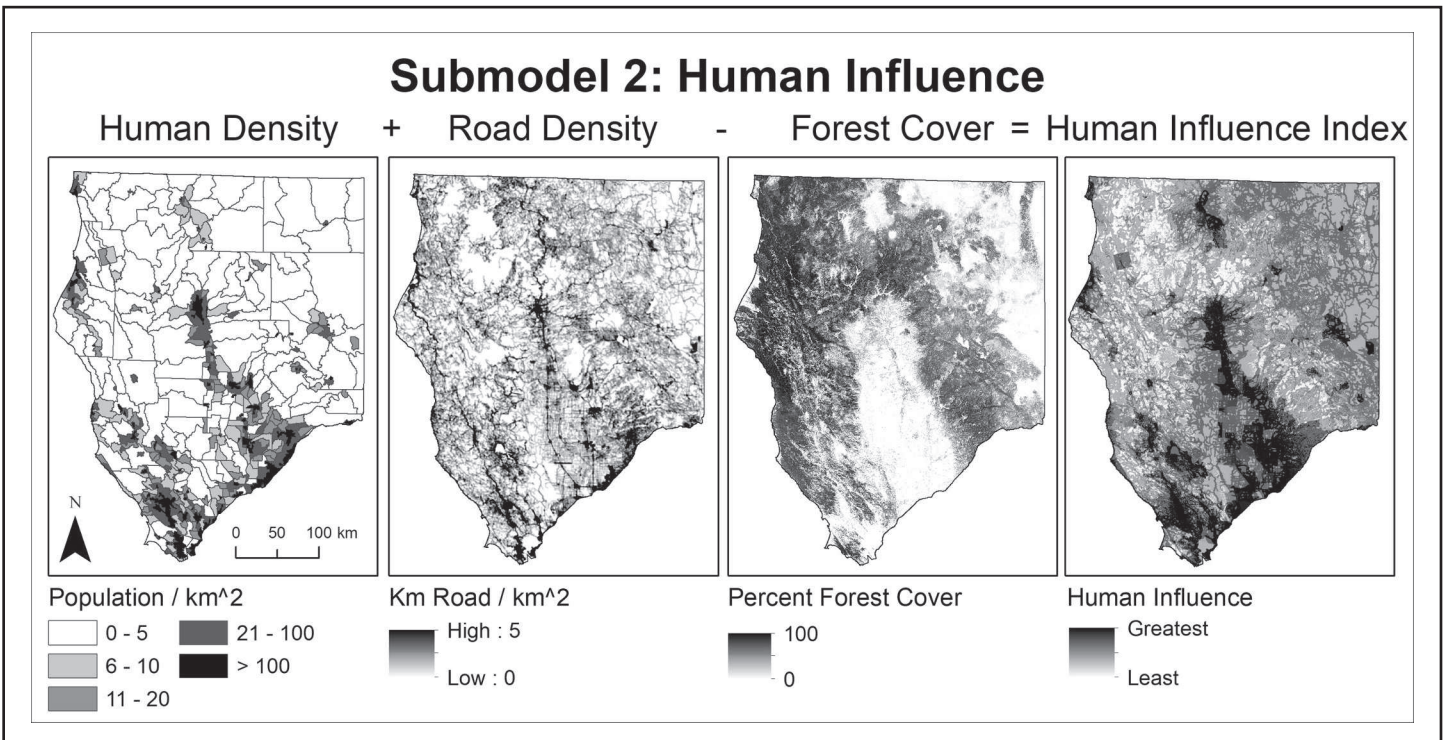 Submodel 2: Human Influence
Human Density + Road Density - Forest Cover = Human Influence Index
N
0 50 100 km
Population / km^2
0 - 5
21 - 100
6 - 10
> 100
11 - 20
Km Road / km^2
High : 5
Low : 0
Percent Forest Cover
100
0
Human Influence
Greatest
Least